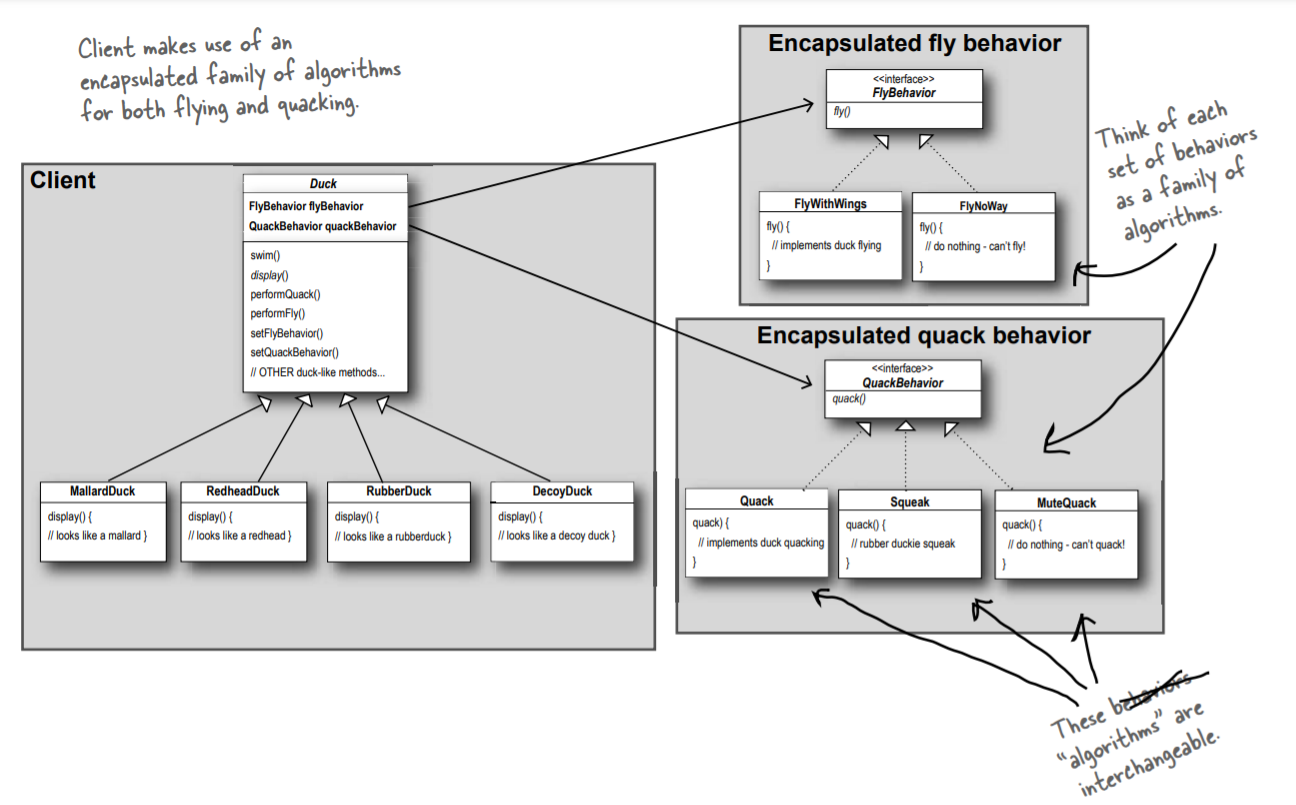 Client makes use of an
encapsulated family of algorithms
for both flying and quacking.
Client
Duck
FlyBehavior flyBehavior
QuackBehavior quackBehavior
swim()
display()
performQuack()
performFly()
setFlyBehavior()
setQuackBehavior()
// OTHER duck-like methods...
MallardDuck
display() {
// looks like a mallard }
RedheadDuck
display() {
// looks like a redhead }
RubberDuck
display() {
// looks like a rubberduck }
DecoyDuck
display() {
// looks like a decoy duck }
Encapsulated fly behavior
<<interface>>
FlyBehavior
fly()
FlyWithWings
fly() {
// implements duck flying
}
FlyNoWay
fly() {
// do nothing - can't fly!
}
Think of each
set of behaviors
as a family of
algorithms.
Encapsulated quack behavior
<<interface>>
QuackBehavior
quack()
Quack
quack) {
// implements duck quacking
}
Squeak
quack() {
// rubber duckie squeak
}
MuteQuack
quack() {
// do nothing - can't quack!
}
These behaviors
“algorithms” are
interchangeable.